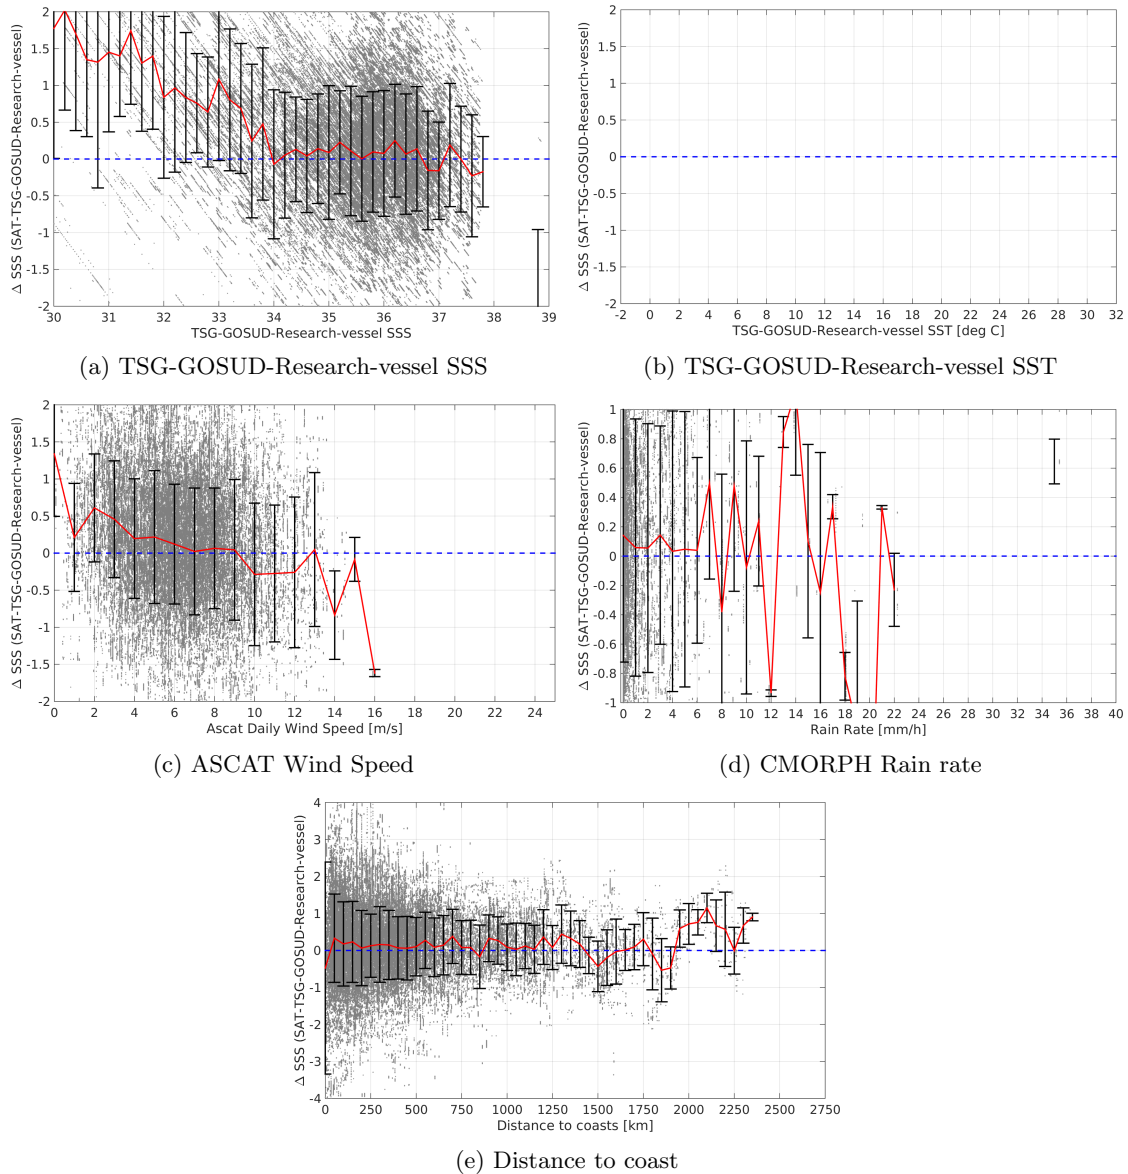 Δ SSS (SAT-TSG-GOSUD-Research-vessel)
2
1.5
1
0.5
0
-0.5
-1
-1.5
-2
30 31 32 33 34 35 36 37 38 39
TSG-GOSUD-Research-vessel SSS
(a) TSG-GOSUD-Research-vessel SSS
Δ SSS (SAT-TSG-GOSUD-Research-vessel)
2
1.5
1
0.5
0
-0.5
-1
-1.5
-2
-2 0 2 4 6 8 10 12 14 16 18 20 22 24 26 28 30 32
TSG-GOSUD-Research-vessel SST [deg C]
(b) TSG-GOSUD-Research-vessel SST
Δ SSS (SAT-TSG-GOSUD-Research-vessel)
2
1.5
1
0.5
0
-0.5
-1
-1.5
-2
0 2 4 6 8 10 12 14 16 18 20 22 24
Ascat Daily Wind Speed [m/s]
(c) ASCAT Wind Speed
Δ SSS (SAT-TSG-GOSUD-Research-vessel)
1
0.8
0.6
0.4
0.2
0
-0.2
-0.4
-0.6
-0.8
-1
0 2 4 6 8 10 12 14 16 18 20 22 24 26 28 30 32 34 36 38 40
Rain Rate [mm/h]
(d) CMORPH Rain rate
Δ SSS (SAT-TSG-GOSUD-Research-vessel)
4
3
2
1
0
-1
-2
-3
-4
0 250 500 750 1000 1250 1500 1750 2000 2250 2500 2750
Distance to coasts [km]
(e) Distance to coast